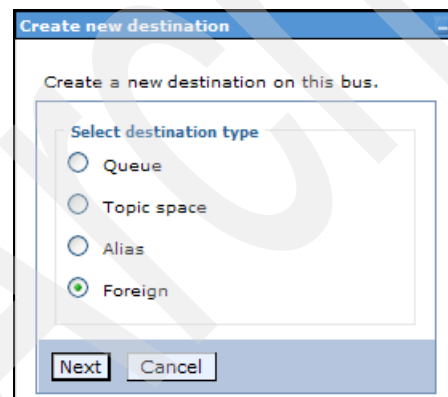 Create new destination
Create a new destination on this bus.
Select destination type
Queue
Topic space
Alias
Foreign
Next Cancel